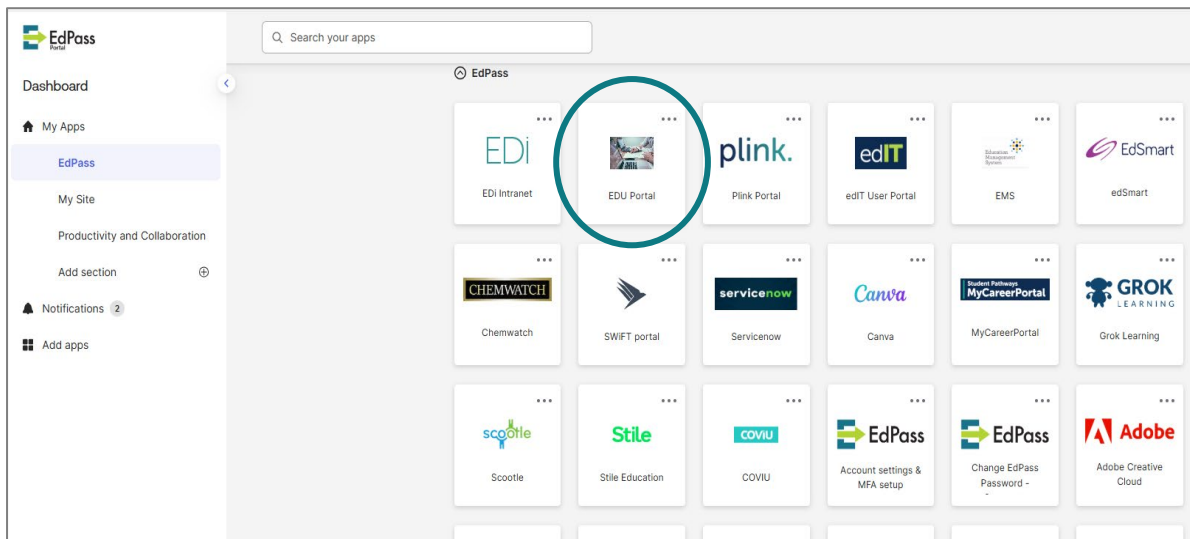 EdPass
Portal
Search your apps
Dashboard
My Apps
EdPass
My Site
Productivity and Collaboration
Add section
Notifications 2
Add apps
EdPass
EDi
EDi Intranet
EDU Portal
plink.
Plink Portal
edIT
edIT User Portal
Education
Management
System
EMS
EdSmart
edSmart
CHEMWATCH
Chemwatch
SWiFT portal
servicenow
Servicenow
Canva
Canva
Student Pathways
MyCareerPortal
MyCareerPortal
GROK
LEARNING
Grok Learning
scootle
Scootle
Stile
Stile Education
COVIU
COVIU
EdPass
Account settings &
MFA setup
EdPass
Change EdPass
Password -
Adobe
Adobe Creative
Cloud